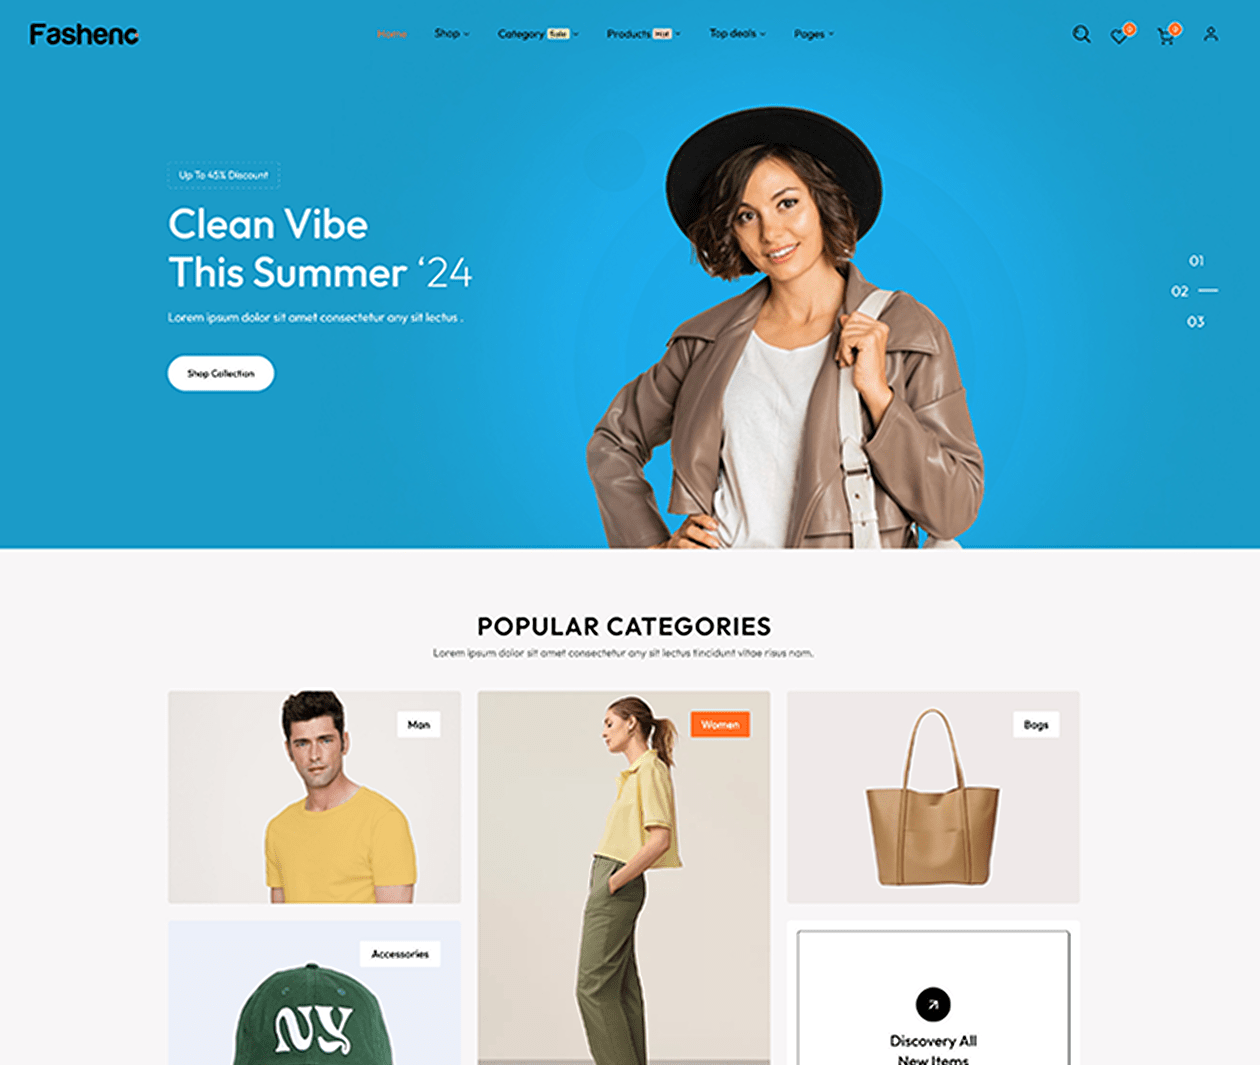 Fashenc
Home Shop Category Sale Products Hot Top deals Pages
0 0
Up To 45% Discount
Clean Vibe
This Summer ‘24
Lorem ipsum dolor sit amet consectetur any sit lectus .
Shop Collection
01
02
03
POPULAR CATEGORIES
Lorem ipsum dolor sit amet consectetur any sit lectus tincidunt vitae risus nam.
Man
Women
Bags
Accessories
NY
Discovery All
New Items